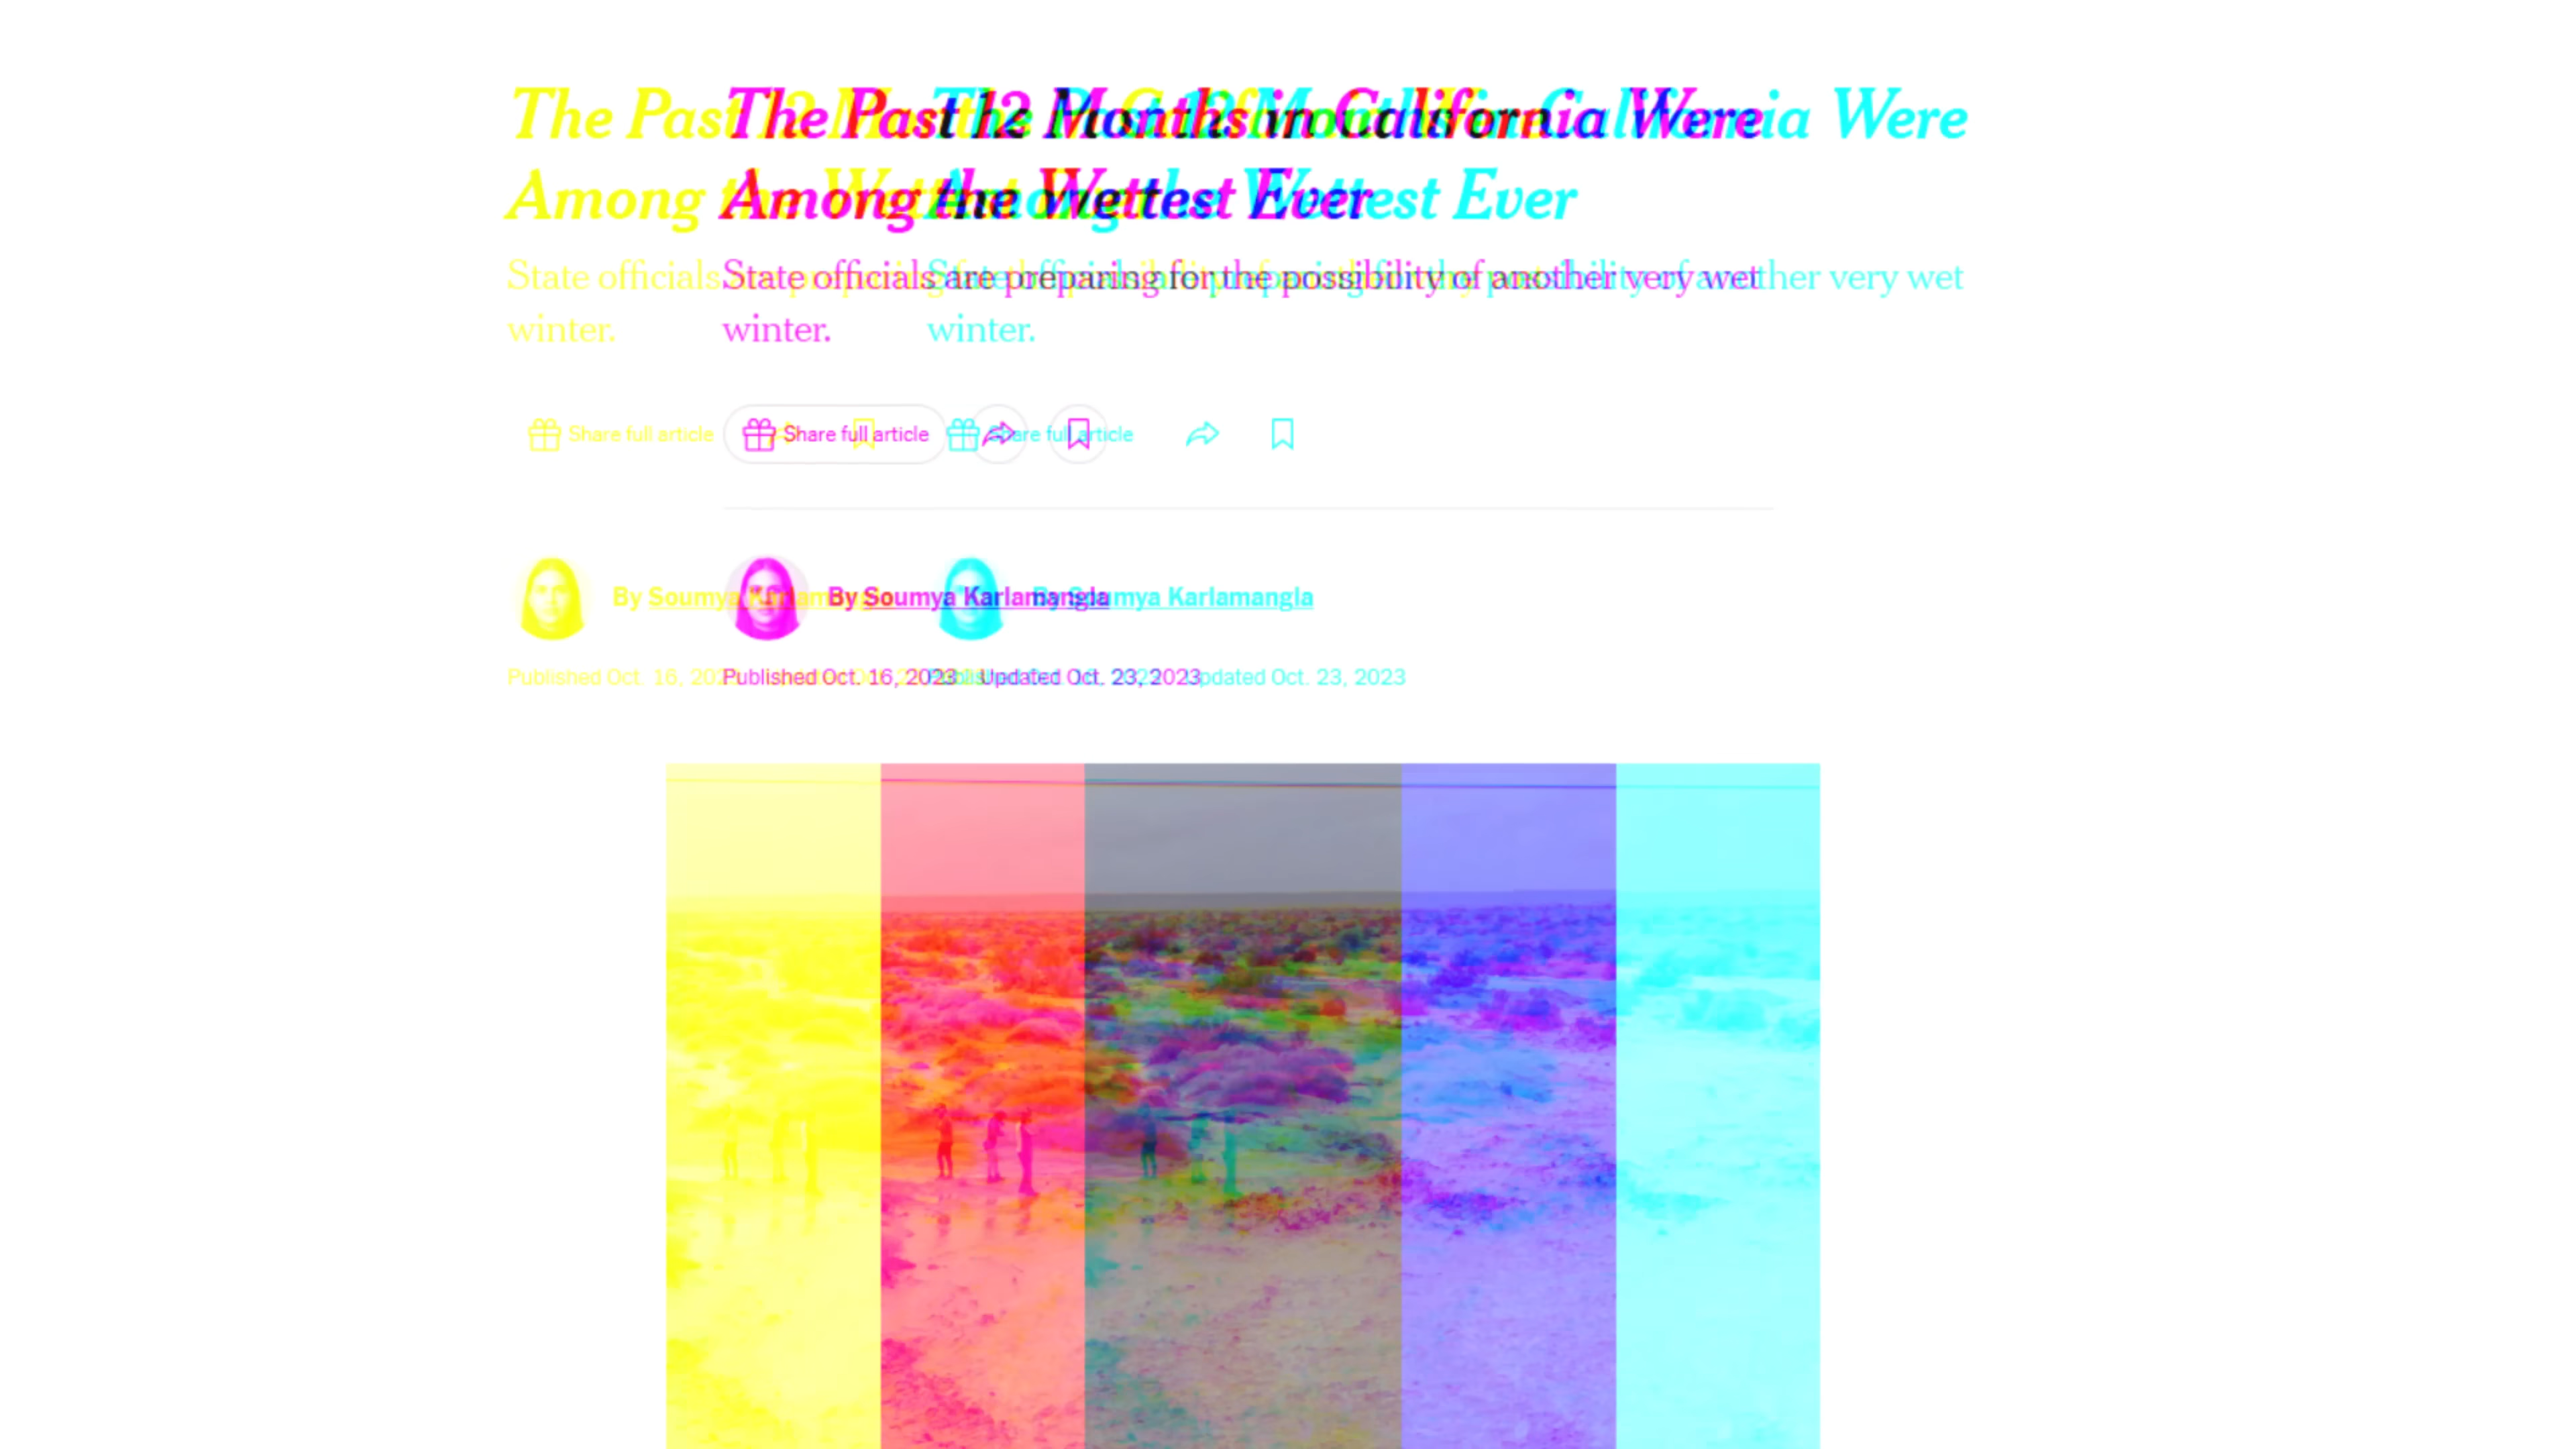 The Past 12 Months in California Were
Among the Wettest Ever
State officials are preparing for the possibility of another very wet
winter.
Share full article
By Soumya Karlamangla
Published Oct. 16, 2023 Updated Oct. 23, 2023